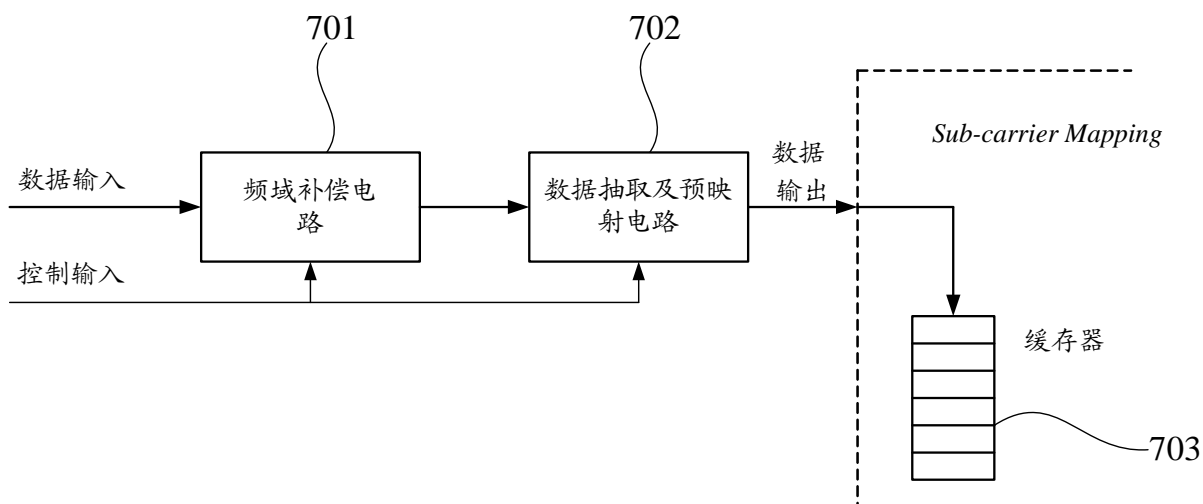 701
702
Sub-carrier Mapping
数据输入
频域补偿电
路
数据抽取及预映
射电路
数据
输出
控制输入
缓存器
703